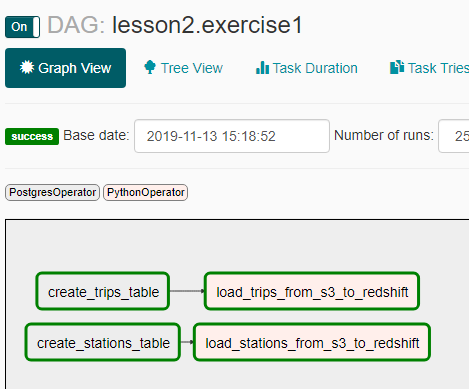 On DAG: lesson2.exercise1
Graph View Tree View Task Duration Task Tries
success Base date: 2019-11-13 15:18:52 Number of runs: 25
PostgresOperator PythonOperator
create_trips_table load_trips_from_s3_to_redshift
create_stations_table load_stations_from_s3_to_redshift